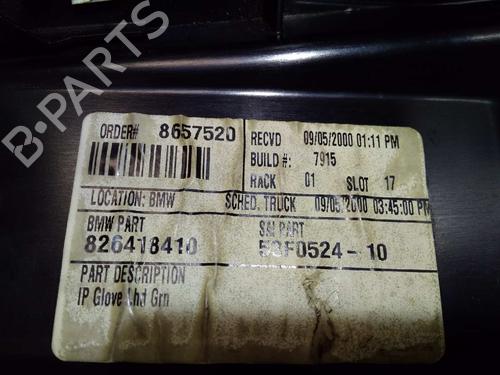 B-PARTS
ORDER# 8657520
RECVD 09/05/2000 01:11 PM
BUILD #: 7915
RACK 01 SLOT 17
LOCATION: BMW SCHED. TRUCK 09/05/2000 03:45:00 PM
BMW PART
826418410
S&I PART
53F0524-10
PART DESCRIPTION
IP Glove Lhd Grn